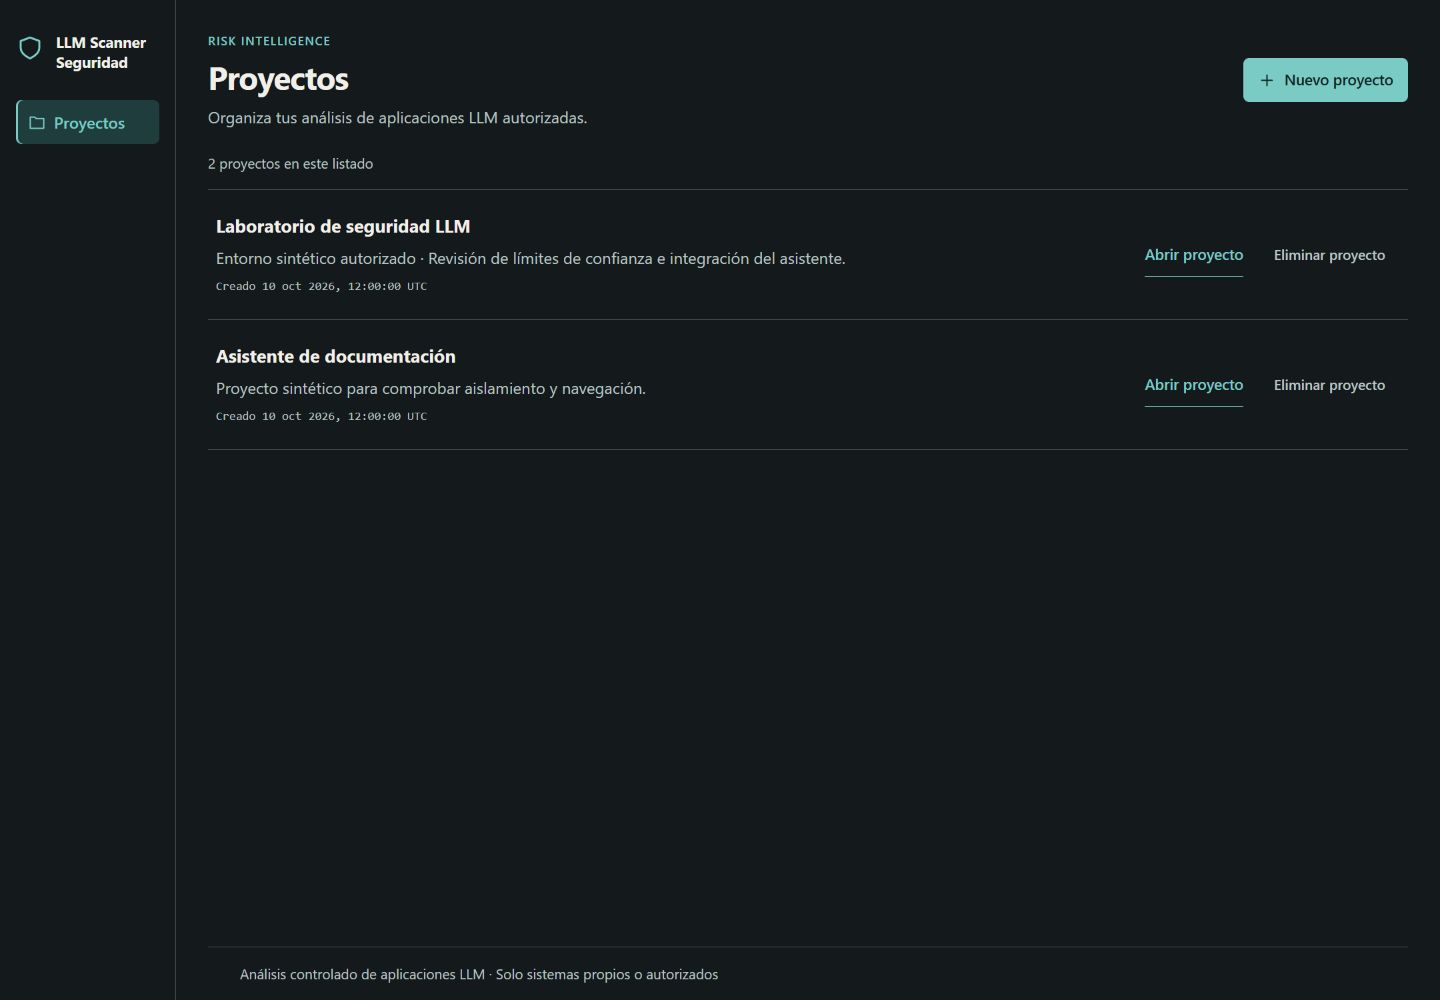 LLM Scanner
Seguridad
Proyectos
RISK INTELLIGENCE
Proyectos
Organiza tus análisis de aplicaciones LLM autorizadas.
Nuevo proyecto
2 proyectos en este listado
Laboratorio de seguridad LLM
Entorno sintético autorizado · Revisión de límites de confianza e integración del asistente.
Creado 10 oct 2026, 12:00:00 UTC
Abrir proyecto
Eliminar proyecto
Asistente de documentación
Proyecto sintético para comprobar aislamiento y navegación.
Creado 10 oct 2026, 12:00:00 UTC
Abrir proyecto
Eliminar proyecto
Análisis controlado de aplicaciones LLM · Solo sistemas propios o autorizados